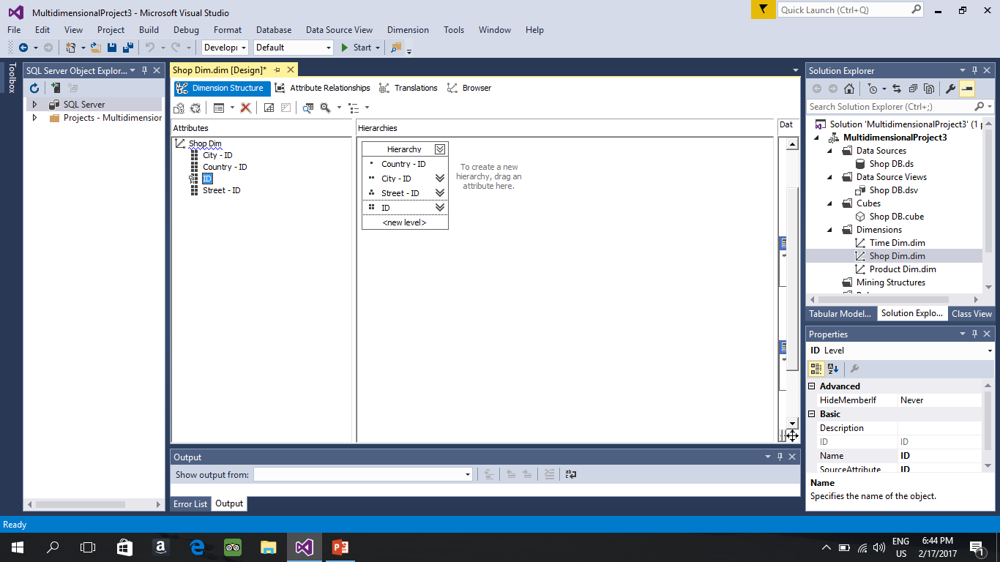 MultidimensionalProject3 - Microsoft Visual Studio
Quick Launch (Ctrl+Q)
File Edit View Project Build Debug Format Database Data Source View Dimension Tools Window Help
Develop Default Start
Toolbox
SQL Server Object Explor...
SQL Server
Projects - Multidimension
Shop Dim.dim [Design]*
Dimension Structure Attribute Relationships Translations Browser
Attributes
Shop Dim
City - ID
Country - ID
ID
Street - ID
Hierarchies
Hierarchy
Country - ID
City - ID
Street - ID
ID
<new level>
To create a new
hierarchy, drag an
attribute here.
Dat
Output
Show output from:
Error List Output
Solution Explorer
Search Solution Explorer (Ctrl+;)
Solution 'MultidimensionalProject3' (1 p
MultidimensionalProject3
Data Sources
Shop DB.ds
Data Source Views
Shop DB.dsv
Cubes
Shop DB.cube
Dimensions
Time Dim.dim
Shop Dim.dim
Product Dim.dim
Mining Structures
Tabular Model... Solution Explo... Class View
Properties
ID Level
Advanced
HideMemberIf Never
Basic
Description
ID ID
Name ID
SourceAttribute ID
Name
Specifies the name of the object.
Ready
ENG
US
6:44 PM
2/17/2017
1